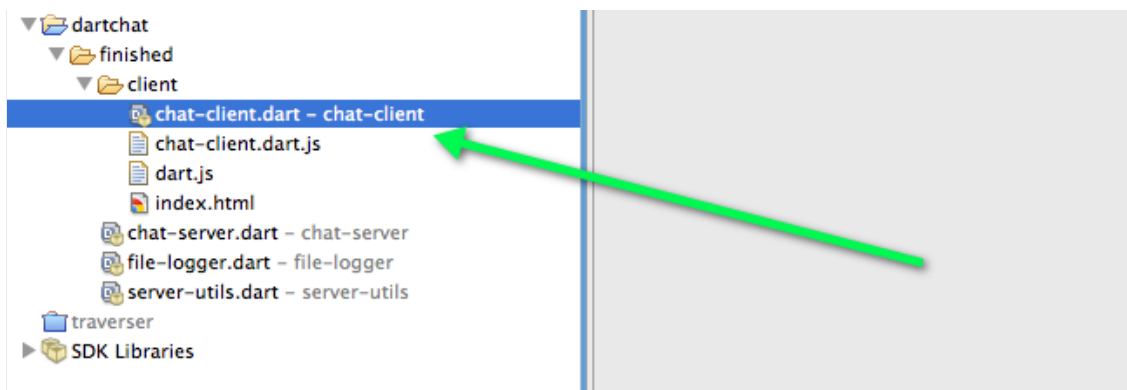 dartchat
finished
client
chat-client.dart – chat-client
chat-client.dart.js
dart.js
index.html
chat-server.dart – chat-server
file-logger.dart – file-logger
server-utils.dart – server-utils
traverser
SDK Libraries